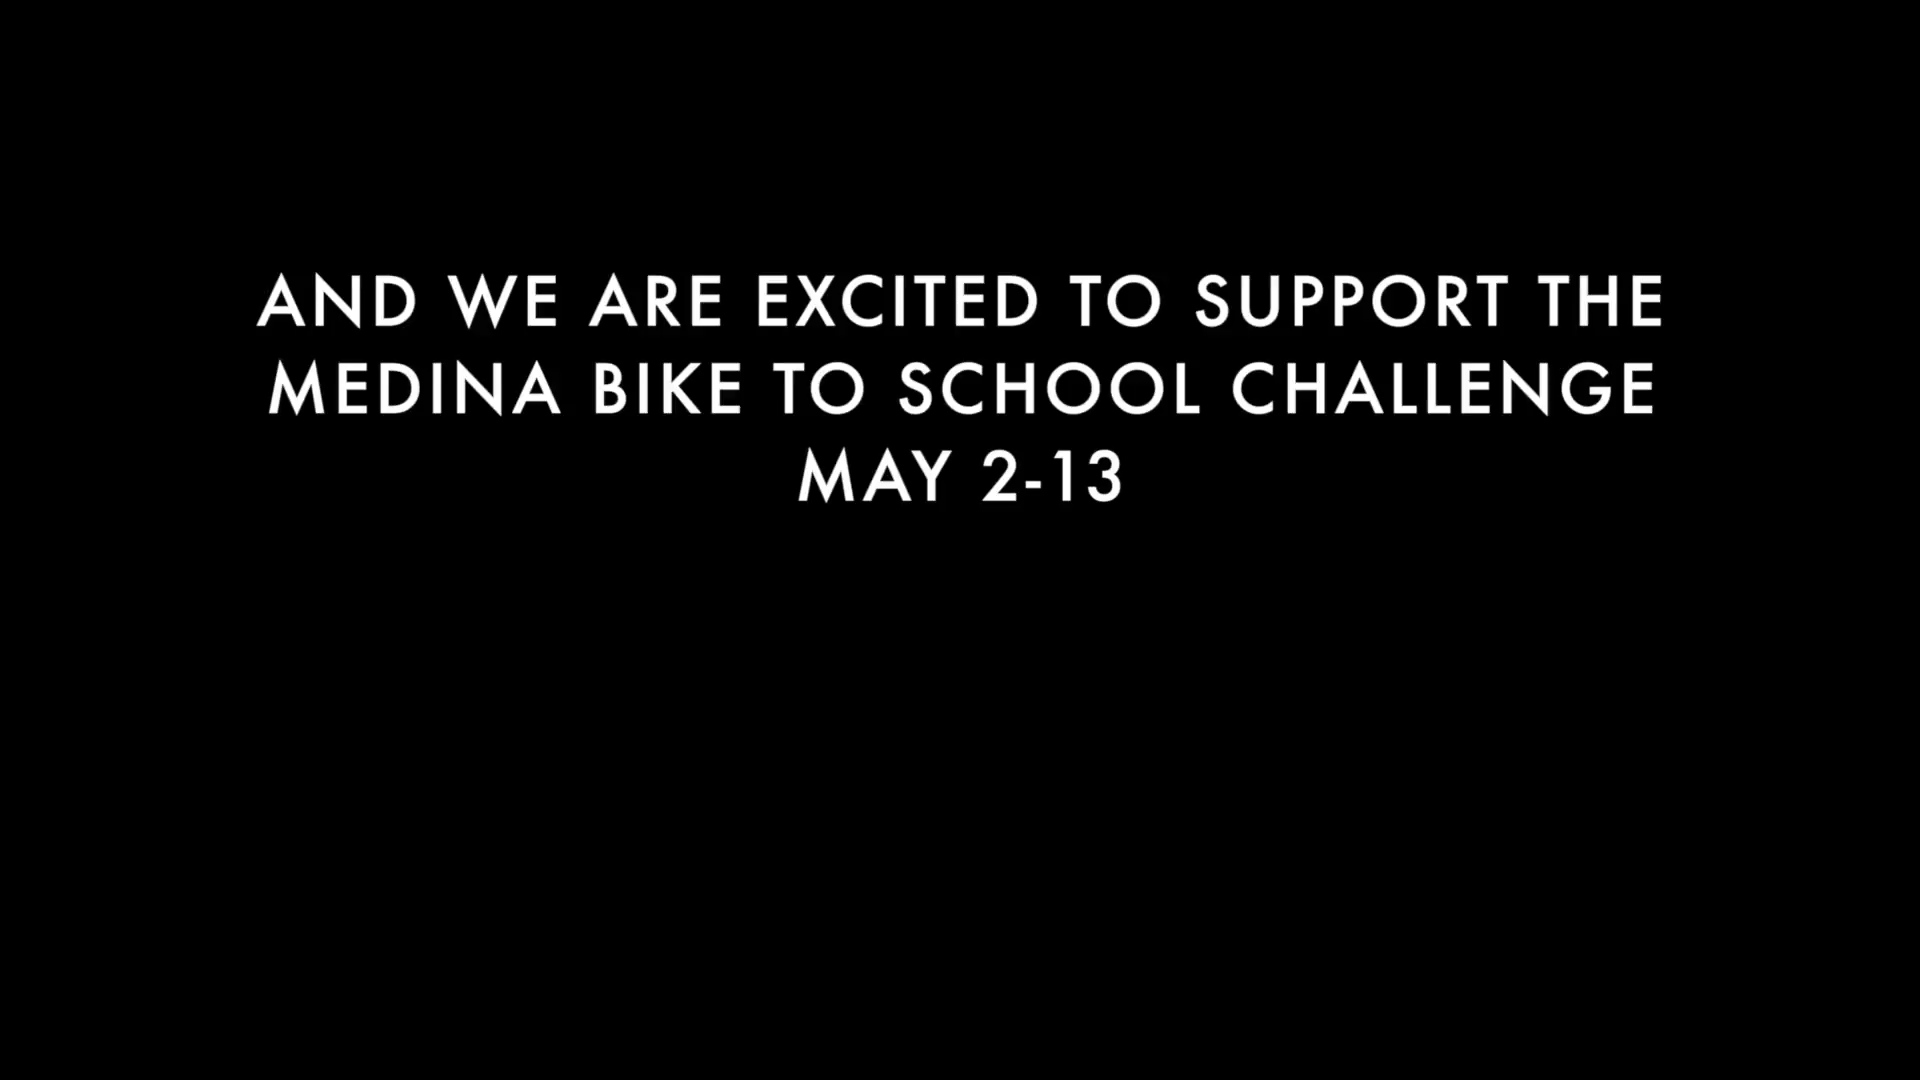 AND WE ARE EXCITED TO SUPPORT THE
MEDINA BIKE TO SCHOOL CHALLENGE
MAY 2-13